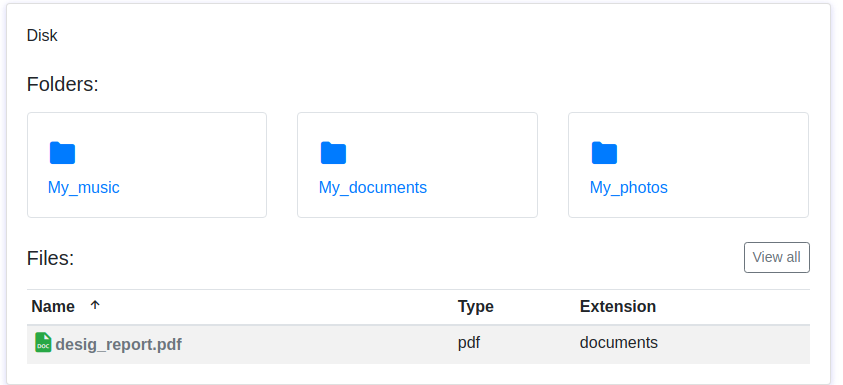 Disk
Folders:
My_music My_documents My_photos
Files: View all
Name ↑ Type Extension
DOC desig_report.pdf pdf documents